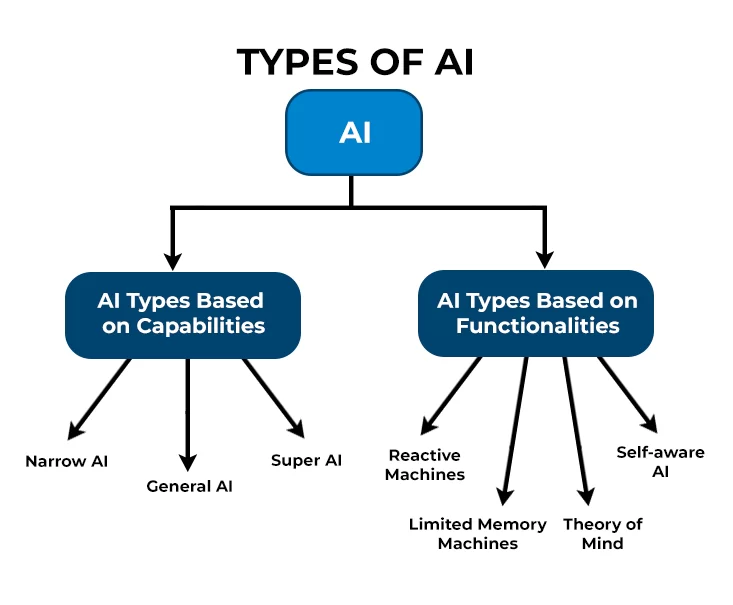 TYPES OF AI
AI
AI Types Based
on Capabilities
AI Types Based on
Functionalities
Narrow AI
General AI
Super AI
Reactive
Machines
Limited Memory
Machines
Theory of
Mind
Self-aware
AI